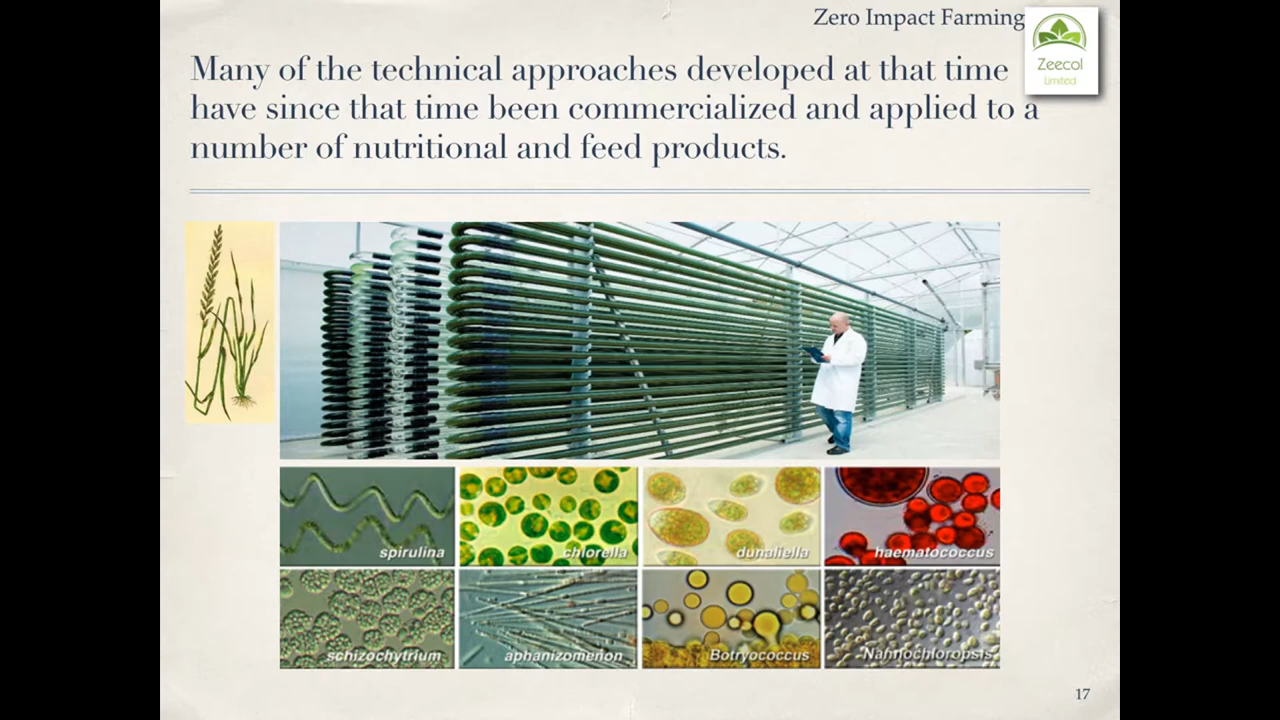 Zero Impact Farming
Zeecol
Limited
Many of the technical approaches developed at that time
have since that time been commercialized and applied to a
number of nutritional and feed products.
spirulina
chlorella
dunaliella
haematococcus
schizochytrium
aphanizomenon
Botryococcus
Nannochloropsis
17